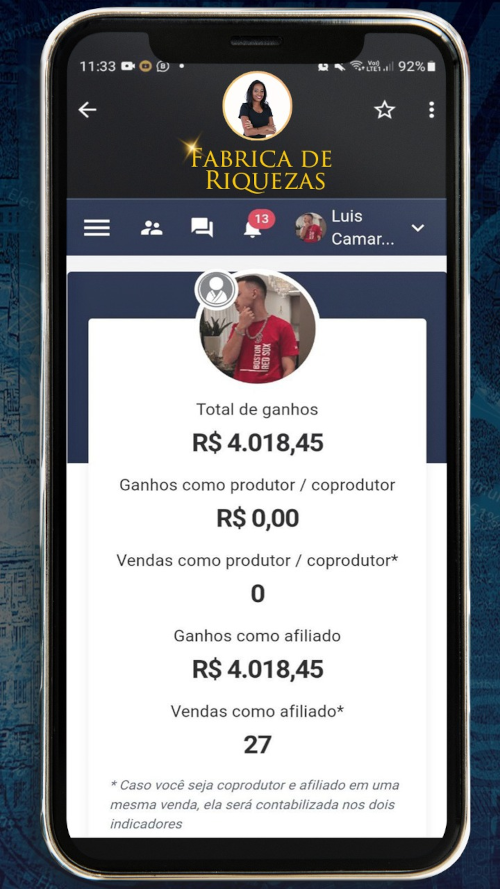 11:33
Vo))
LTE1
92%
FABRICA DE
RIQUEZAS
13
Luis
Camar...
BOSTON
RED SOX
Total de ganhos
R$ 4.018,45
Ganhos como produtor / coprodutor
R$ 0,00
Vendas como produtor / coprodutor*
0
Ganhos como afiliado
R$ 4.018,45
Vendas como afiliado*
27
* Caso você seja coprodutor e afiliado em uma
mesma venda, ela será contabilizada nos dois
indicadores